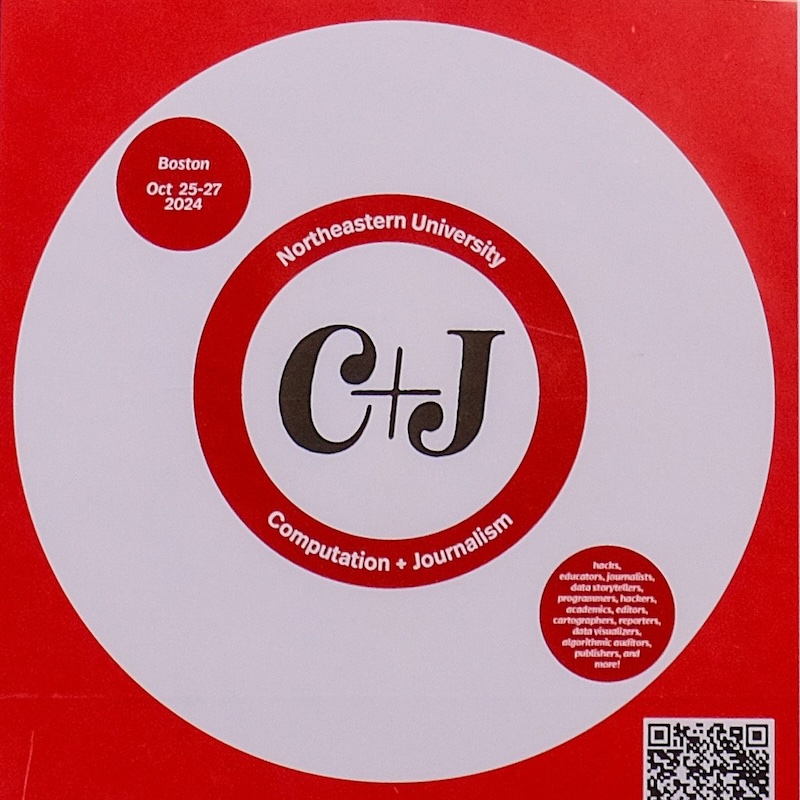 Boston
Oct 25-27
2024
Northeastern University
C+J
Computation + Journalism
hacks,
educators, journalists,
data storytellers,
programmers, hackers,
academics, editors,
cartographers, reporters,
data visualizers,
algorithmic auditors,
publishers, and
more!